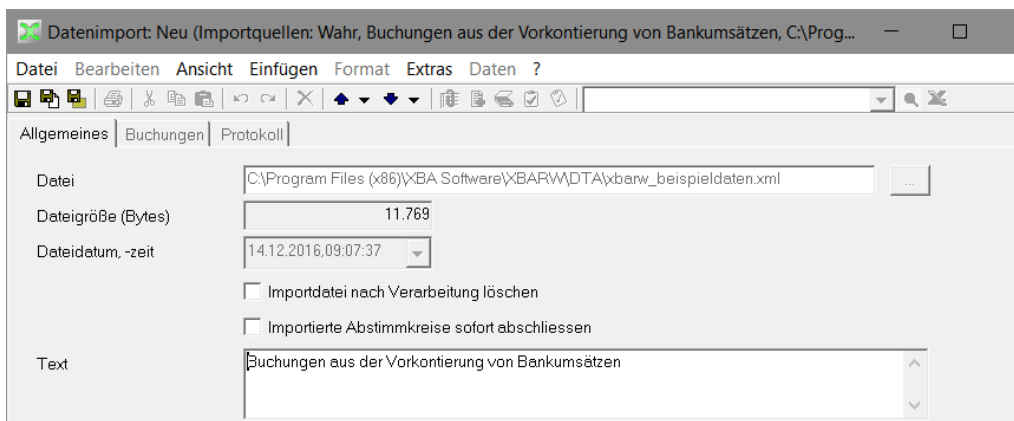 Datenimport: Neu (Importquellen: Wahr, Buchungen aus der Vorkontierung von Bankumsätzen, C:\Prog...
Datei Bearbeiten Ansicht Einfügen Format Extras Daten ?
Allgemeines Buchungen Protokoll
Datei C:\Program Files (x86)\XBA Software\XBARW\DTA\xbarw_beispieldaten.xml ...
Dateigröße (Bytes) 11.769
Dateidatum, -zeit 14.12.2016,09:07:37
Importdatei nach Verarbeitung löschen
Importierte Abstimmkreise sofort abschliessen
Text Buchungen aus der Vorkontierung von Bankumsätzen